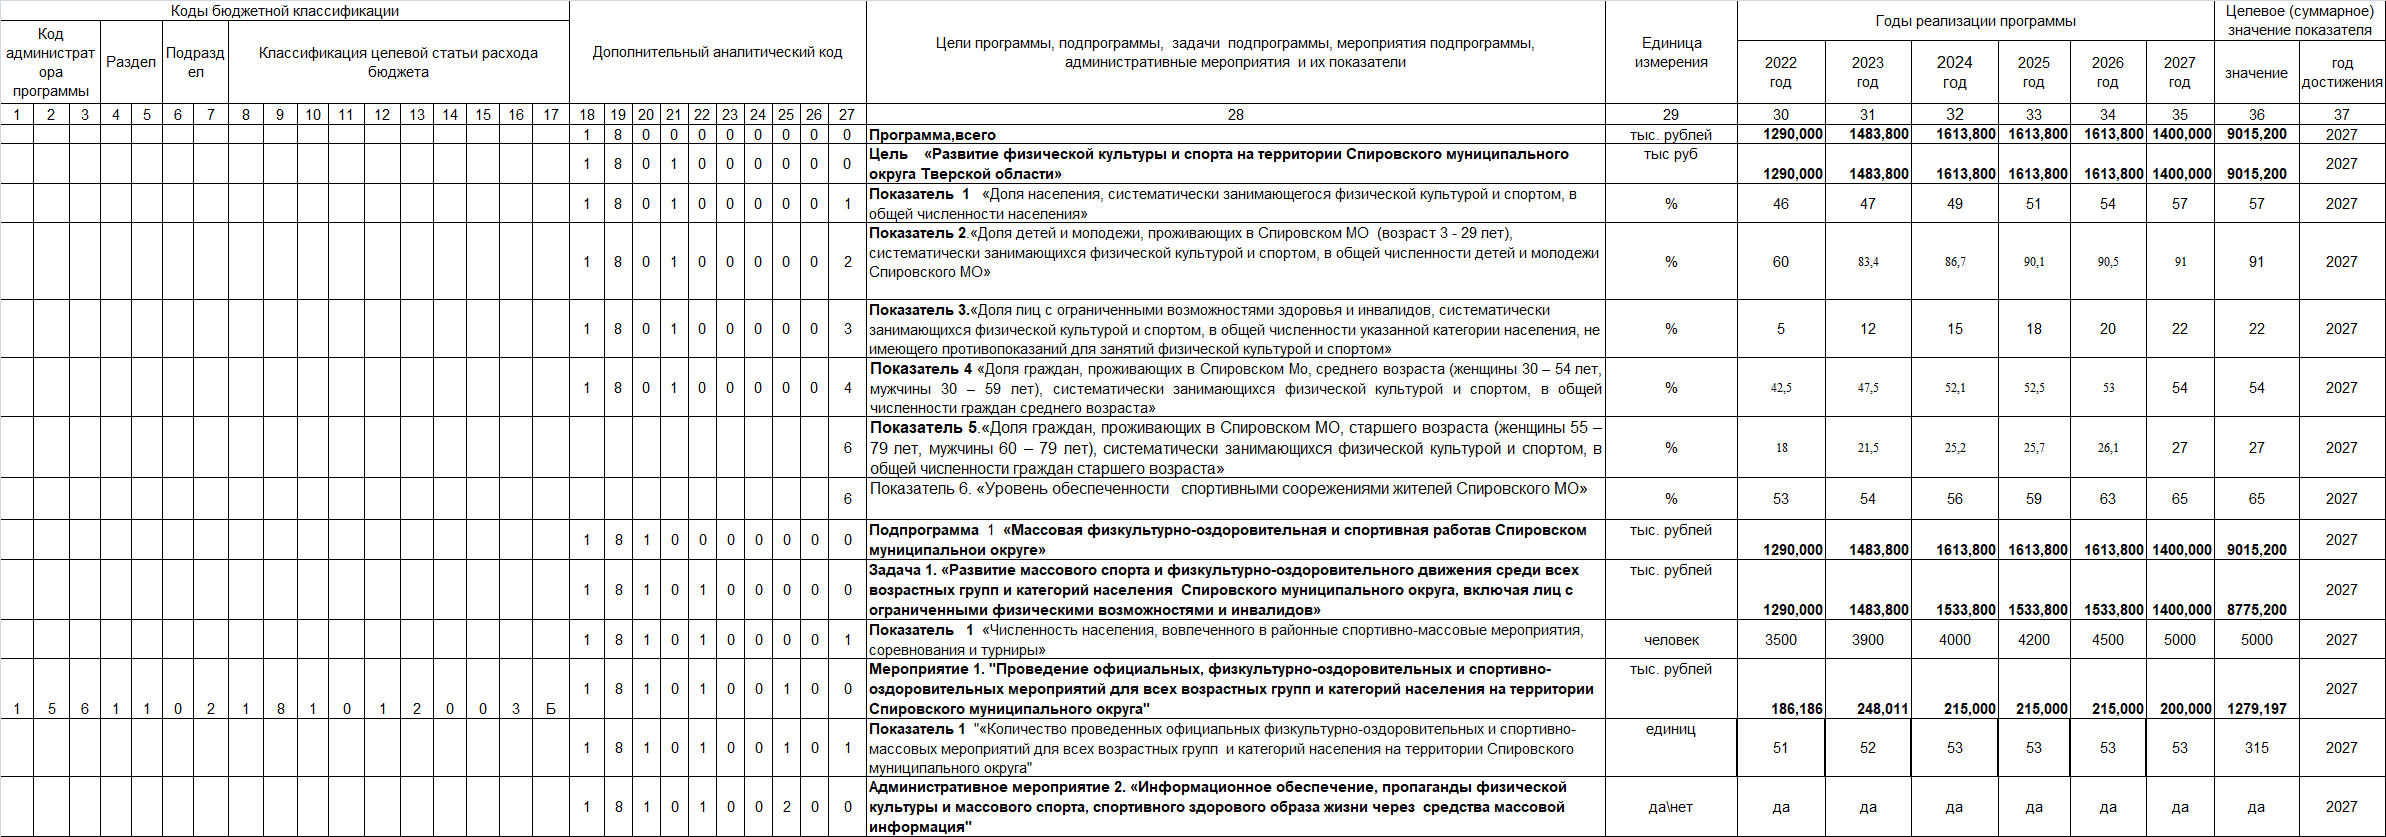 Коды бюджетной классификации
Дополнительный аналитический код
Цели программы, подпрограммы, задачи подпрограммы, мероприятия подпрограммы,
административные мероприятия и их показатели
Единица
измерения
Годы реализации программы
Целевое (суммарное)
значение показателя
Код
администрат
ора
программы
Раздел
Подразд
ел
Классификация целевой статьи расхода
бюджета
2022
год
2023
год
2024
год
2025
год
2026
год
2027
год
значение
год
достижения
1 2 3 4 5 6 7 8 9 10 11 12 13 14 15 16 17 18 19 20 21 22 23 24 25 26 27 28 29 30 31 32 33 34 35 36 37
1 8 0 0 0 0 0 0 0 0 Программа,всего тыс. рублей 1290,000 1483,800 1613,800 1613,800 1613,800 1400,000 9015,200 2027
Цель «Развитие физической культуры и спорта на территории Спировского муниципального
округа Тверской области»
1 8 0 1 0 0 0 0 0 0 тыс руб 1290,000 1483,800 1613,800 1613,800 1613,800 1400,000 9015,200 2027
Показатель 1 «Доля населения, систематически занимающегося физической культурой и спортом, в
общей численности населения»
1 8 0 1 0 0 0 0 0 1 % 46 47 49 51 54 57 57 2027
Показатель 2.«Доля детей и молодежи, проживающих в Спировском МО (возраст 3 - 29 лет),
систематически занимающихся физической культурой и спортом, в общей численности детей и молодежи
Спировского МО»
1 8 0 1 0 0 0 0 0 2 % 60 83,4 86,7 90,1 90,5 91 91 2027
Показатель 3.«Доля лиц с ограниченными возможностями здоровья и инвалидов, систематически
занимающихся физической культурой и спортом, в общей численности указанной категории населения, не
имеющего противопоказаний для занятий физической культурой и спортом»
1 8 0 1 0 0 0 0 0 3 % 5 12 15 18 20 22 22 2027
Показатель 4 «Доля граждан, проживающих в Спировском Мо, среднего возраста (женщины 30 – 54 лет,
мужчины 30 – 59 лет), систематически занимающихся физической культурой и спортом, в общей
численности граждан среднего возраста»
1 8 0 1 0 0 0 0 0 4 % 42,5 47,5 52,1 52,5 53 54 54 2027
Показатель 5.«Доля граждан, проживающих в Спировском МО, старшего возраста (женщины 55 –
79 лет, мужчины 60 – 79 лет), систематически занимающихся физической культурой и спортом, в
общей численности граждан старшего возраста»
6 % 18 21,5 25,2 25,7 26,1 27 27 2027
Показатель 6. «Уровень обеспеченности спортивными соорежениями жителей Спировского МО»
6 % 53 54 56 59 63 65 65 2027
Подпрограмма 1 «Массовая физкультурно-оздоровительная и спортивная работав Спировском
муниципальнои округе»
1 8 1 0 0 0 0 0 0 0 тыс. рублей 1290,000 1483,800 1613,800 1613,800 1613,800 1400,000 9015,200 2027
Задача 1. «Развитие массового спорта и физкультурно-оздоровительного движения среди всех
возрастных групп и категорий населения Спировского муниципального округа, включая лиц с
ограниченными физическими возможностями и инвалидов»
1 8 1 0 1 0 0 0 0 0 тыс. рублей 1290,000 1483,800 1533,800 1533,800 1533,800 1400,000 8775,200 2027
Показатель 1 «Численность населения, вовлеченного в районные спортивно-массовые мероприятия,
соревнования и турниры»
1 8 1 0 1 0 0 0 0 1 человек 3500 3900 4000 4200 4500 5000 5000 2027
Мероприятие 1. "Проведение официальных, физкультурно-оздоровительных и спортивно-
оздоровительных мероприятий для всех возрастных групп и категорий населения на территории
Спировского муниципального округа"
1 5 6 1 1 0 2 1 8 1 0 1 2 0 0 3 Б 1 8 1 0 1 0 0 1 0 0 тыс. рублей 186,186 248,011 215,000 215,000 215,000 200,000 1279,197 2027
Показатель 1 "«Количество проведенных официальных физкультурно-оздоровительных и спортивно-
массовых мероприятий для всех возрастных групп и категорий населения на территории Спировского
муниципального округа"
1 8 1 0 1 0 0 1 0 1 единиц 51 52 53 53 53 53 315 2027
Административное мероприятие 2. «Информационное обеспечение, пропаганды физической
культуры и массового спорта, спортивного здорового образа жизни через средства массовой
информация"
1 8 1 0 1 0 0 2 0 0 да\нет да да да да да да да 2027